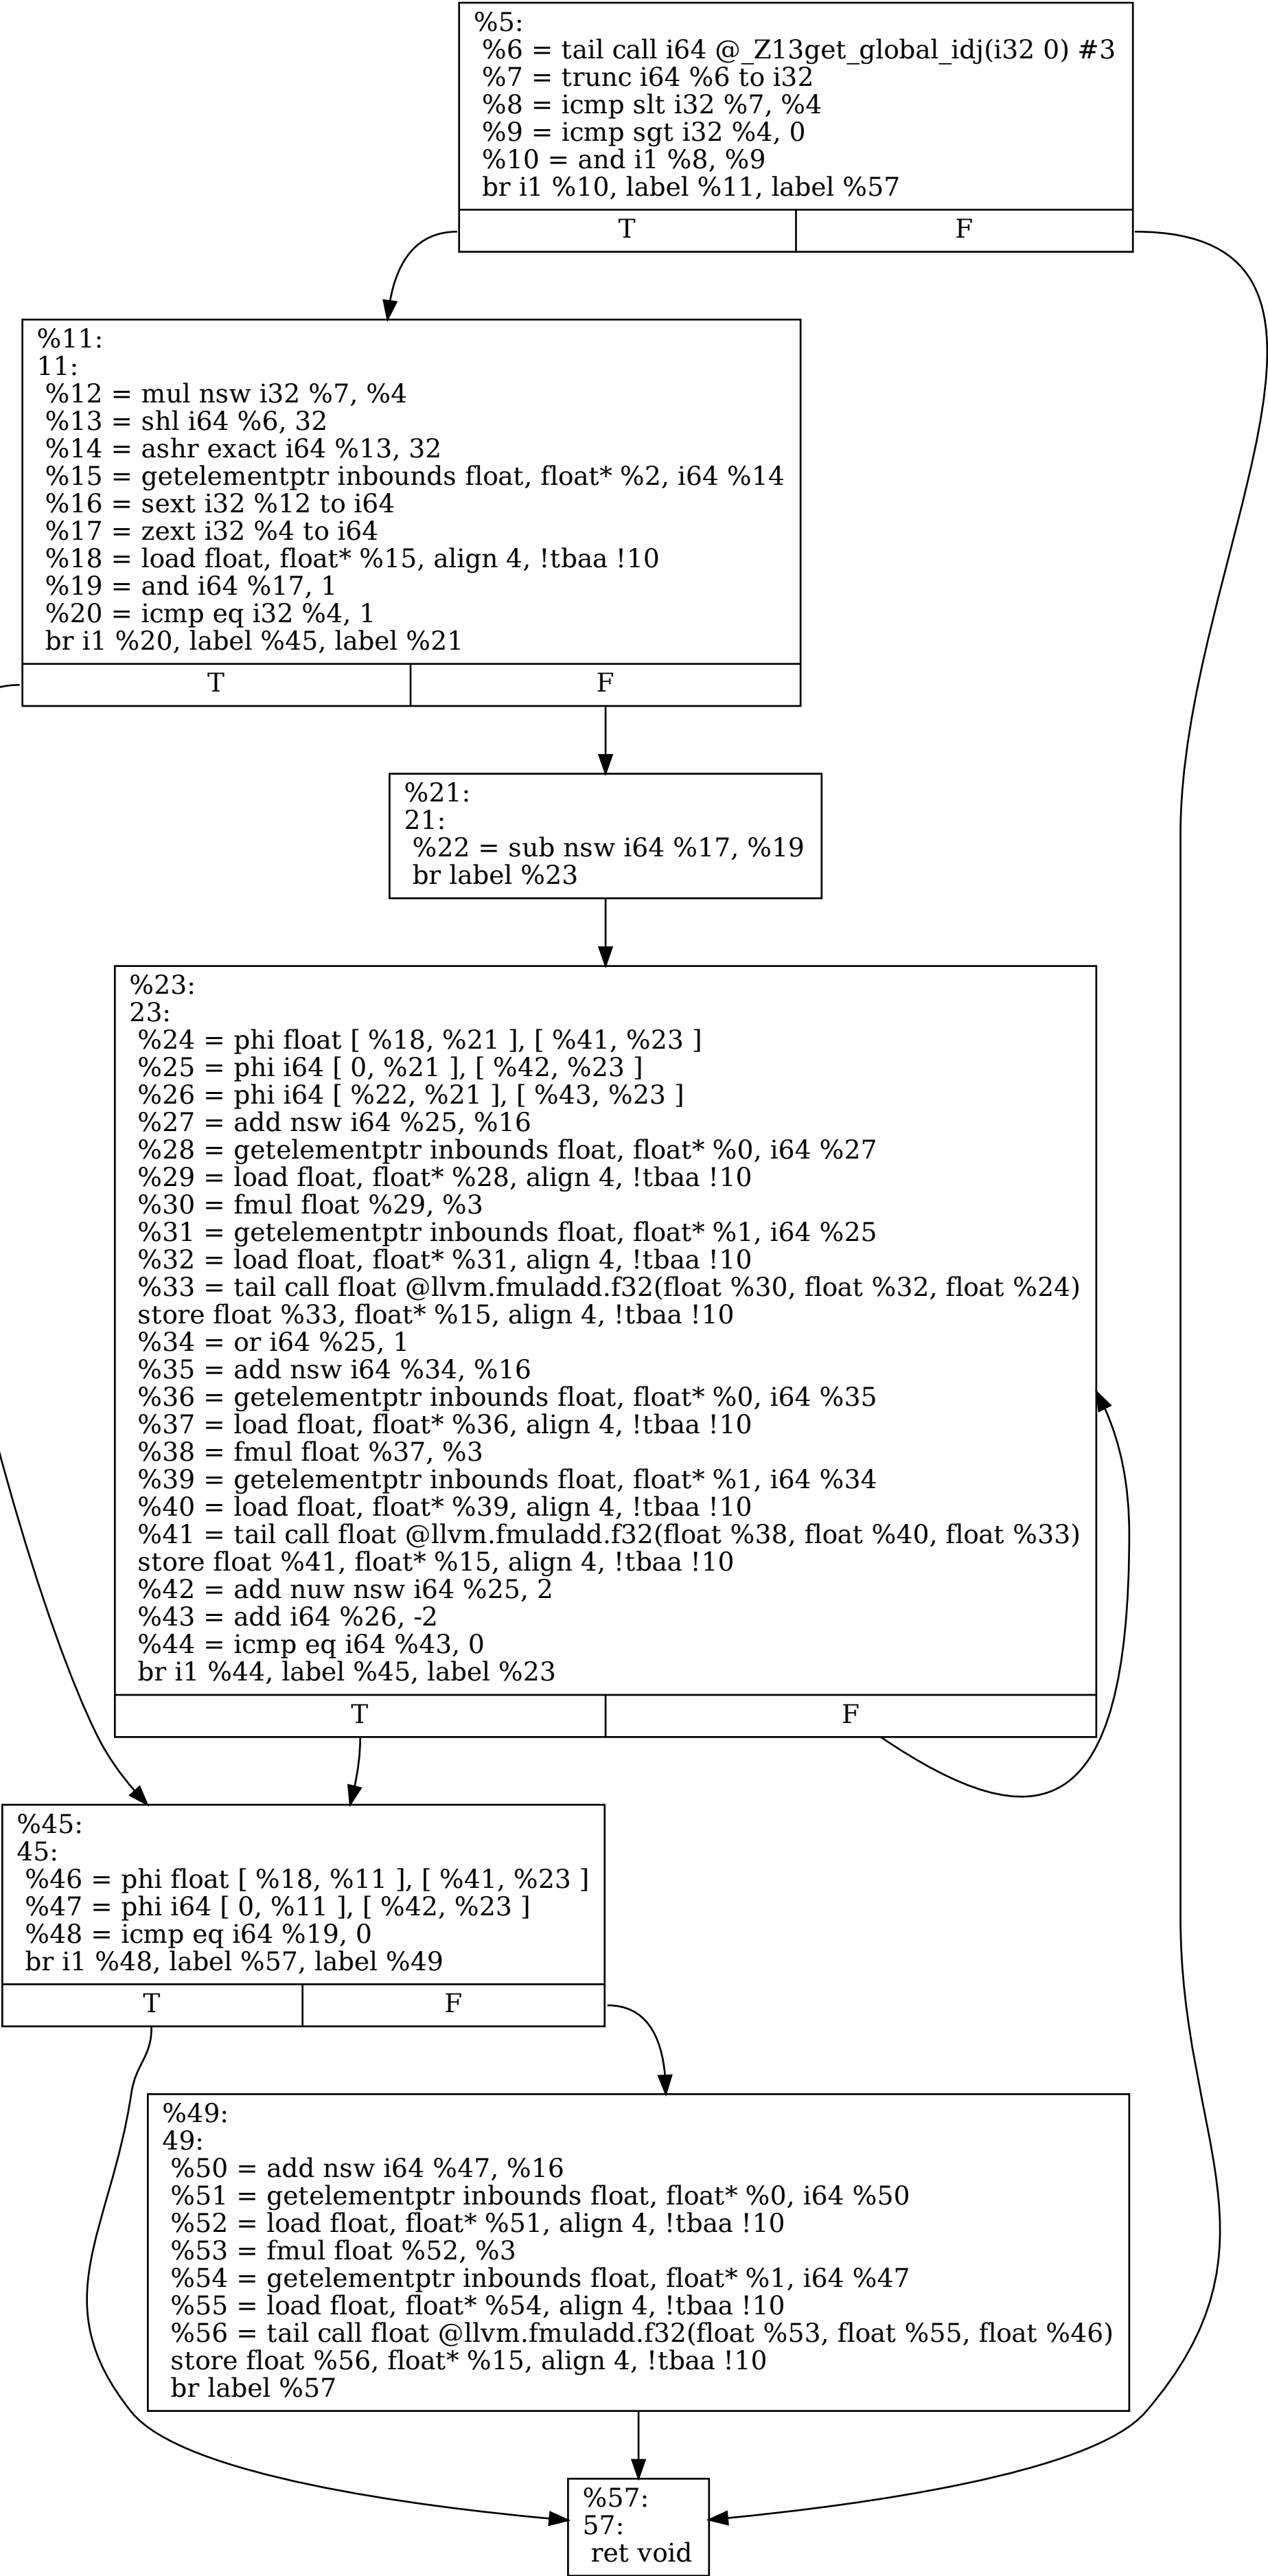 %5:
%6 = tail call i64 @_Z13get_global_idj(i32 0) #3
%7 = trunc i64 %6 to i32
%8 = icmp slt i32 %7, %4
%9 = icmp sgt i32 %4, 0
%10 = and i1 %8, %9
br i1 %10, label %11, label %57
T
F
%11:
11:
%12 = mul nsw i32 %7, %4
%13 = shl i64 %6, 32
%14 = ashr exact i64 %13, 32
%15 = getelementptr inbounds float, float* %2, i64 %14
%16 = sext i32 %12 to i64
%17 = zext i32 %4 to i64
%18 = load float, float* %15, align 4, !tbaa !10
%19 = and i64 %17, 1
%20 = icmp eq i32 %4, 1
br i1 %20, label %45, label %21
T
F
%21:
21:
%22 = sub nsw i64 %17, %19
br label %23
%23:
23:
%24 = phi float [ %18, %21 ], [ %41, %23 ]
%25 = phi i64 [ 0, %21 ], [ %42, %23 ]
%26 = phi i64 [ %22, %21 ], [ %43, %23 ]
%27 = add nsw i64 %25, %16
%28 = getelementptr inbounds float, float* %0, i64 %27
%29 = load float, float* %28, align 4, !tbaa !10
%30 = fmul float %29, %3
%31 = getelementptr inbounds float, float* %1, i64 %25
%32 = load float, float* %31, align 4, !tbaa !10
%33 = tail call float @llvm.fmuladd.f32(float %30, float %32, float %24)
store float %33, float* %15, align 4, !tbaa !10
%34 = or i64 %25, 1
%35 = add nsw i64 %34, %16
%36 = getelementptr inbounds float, float* %0, i64 %35
%37 = load float, float* %36, align 4, !tbaa !10
%38 = fmul float %37, %3
%39 = getelementptr inbounds float, float* %1, i64 %34
%40 = load float, float* %39, align 4, !tbaa !10
%41 = tail call float @llvm.fmuladd.f32(float %38, float %40, float %33)
store float %41, float* %15, align 4, !tbaa !10
%42 = add nuw nsw i64 %25, 2
%43 = add i64 %26, -2
%44 = icmp eq i64 %43, 0
br i1 %44, label %45, label %23
T
F
%45:
45:
%46 = phi float [ %18, %11 ], [ %41, %23 ]
%47 = phi i64 [ 0, %11 ], [ %42, %23 ]
%48 = icmp eq i64 %19, 0
br i1 %48, label %57, label %49
T
F
%49:
49:
%50 = add nsw i64 %47, %16
%51 = getelementptr inbounds float, float* %0, i64 %50
%52 = load float, float* %51, align 4, !tbaa !10
%53 = fmul float %52, %3
%54 = getelementptr inbounds float, float* %1, i64 %47
%55 = load float, float* %54, align 4, !tbaa !10
%56 = tail call float @llvm.fmuladd.f32(float %53, float %55, float %46)
store float %56, float* %15, align 4, !tbaa !10
br label %57
%57:
57:
ret void